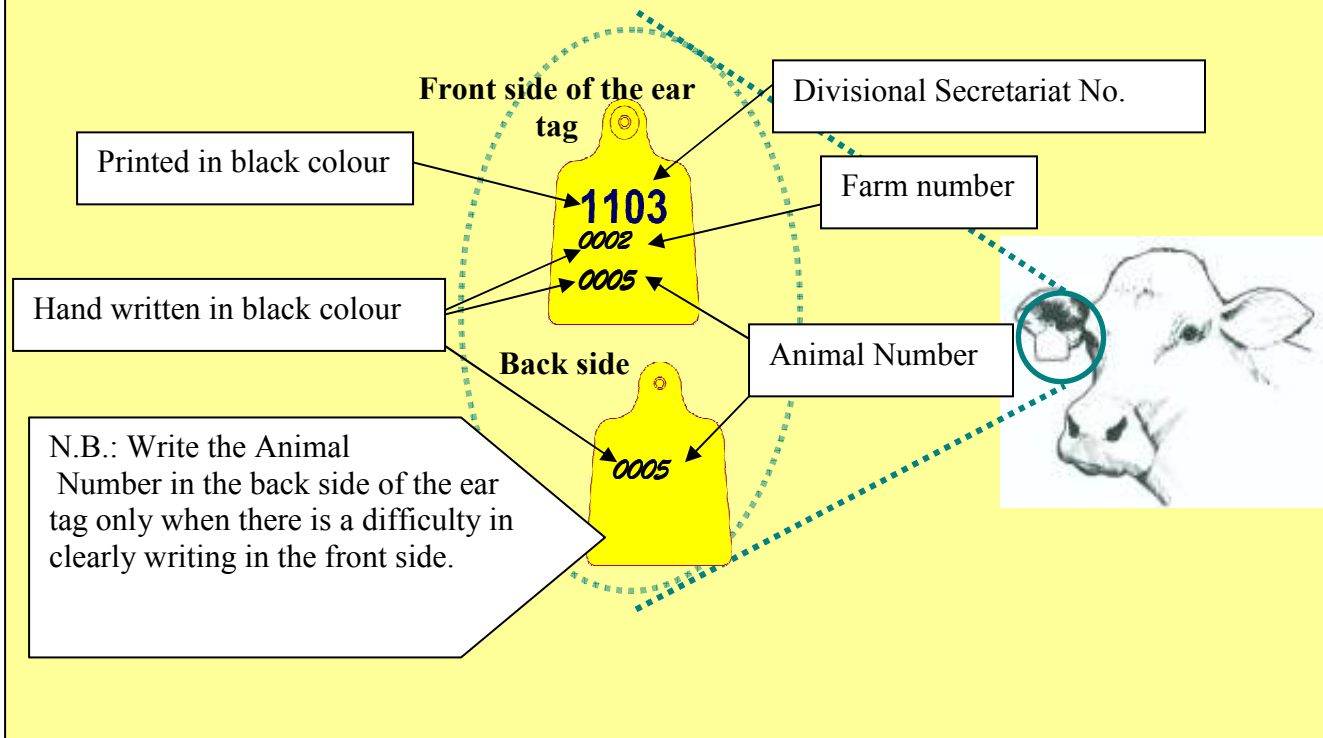 Front side of the ear
tag
Divisional Secretariat No.
Printed in black colour
Farm number
1103
0002
0005
Hand written in black colour
Animal Number
Back side
0005
N.B.: Write the Animal
Number in the back side of the ear
tag only when there is a difficulty in
clearly writing in the front side.